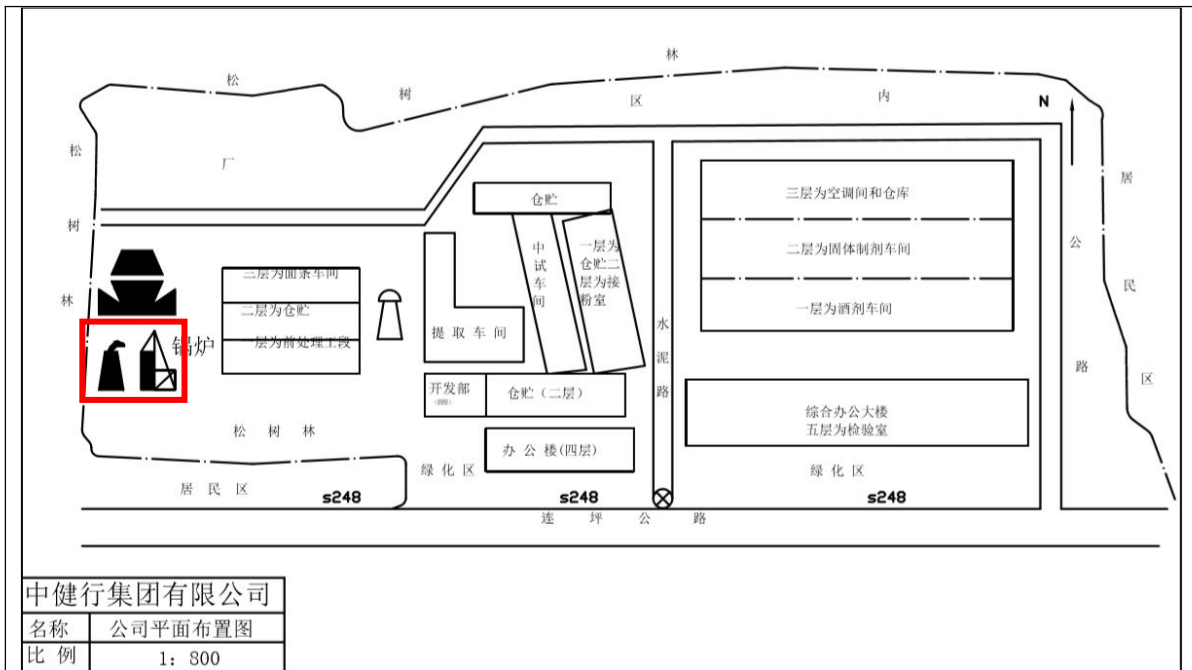 林
松
树
区
内
N
松
厂
居
三层为空调间和仓库
仓贮
树
中试车间
一层为
仓贮二
层为接
粉室
公
二层为固体制剂车间
三层为面条车间
民
林
二层为仓贮
一层为酒剂车间
水泥路
提取车间
锅炉
一层为前处理工段
路
区
开发部
仓贮（二层）
综合办公大楼
五层为检验室
松树林
办公楼(四层)
绿化区
绿化区
居民区
s248
s248
s248
连坪公路
中健行集团有限公司
名称 公司平面布置图
比例 1: 800